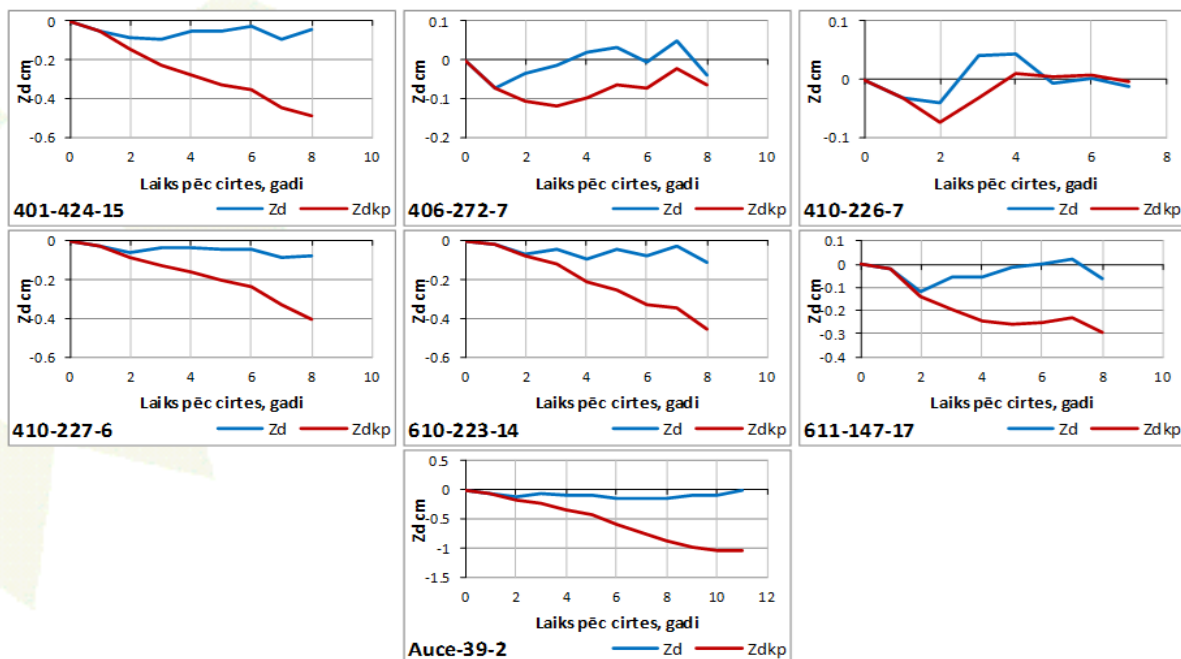 Zd cm
0
-0.2
-0.4
-0.6
0 2 4 6 8 10
Laiks pēc cirtes, gadi
401-424-15 Zd Zdkp
Zd cm
0.1
0
-0.1
-0.2
0 2 4 6 8 10
Laiks pēc cirtes, gadi
406-272-7 Zd Zdkp
Zd cm
0.1
0
-0.1
0 2 4 6 8
Laiks pēc cirtes, gadi
410-226-7 Zd Zdkp
Zd cm
0
-0.2
-0.4
-0.6
0 2 4 6 8 10
Laiks pēc cirtes, gadi
410-227-6 Zd Zdkp
Zd cm
0
-0.2
-0.4
-0.6
0 2 4 6 8 10
Laiks pēc cirtes, gadi
610-223-14 Zd Zdkp
Zd cm
0.1
0
-0.1
-0.2
-0.3
-0.4
0 2 4 6 8 10
Laiks pēc cirtes, gadi
611-147-17 Zd Zdkp
Zd cm
0.5
0
-0.5
-1
-1.5
0 2 4 6 8 10 12
Laiks pēc cirtes, gadi
Auce-39-2 Zd Zdkp